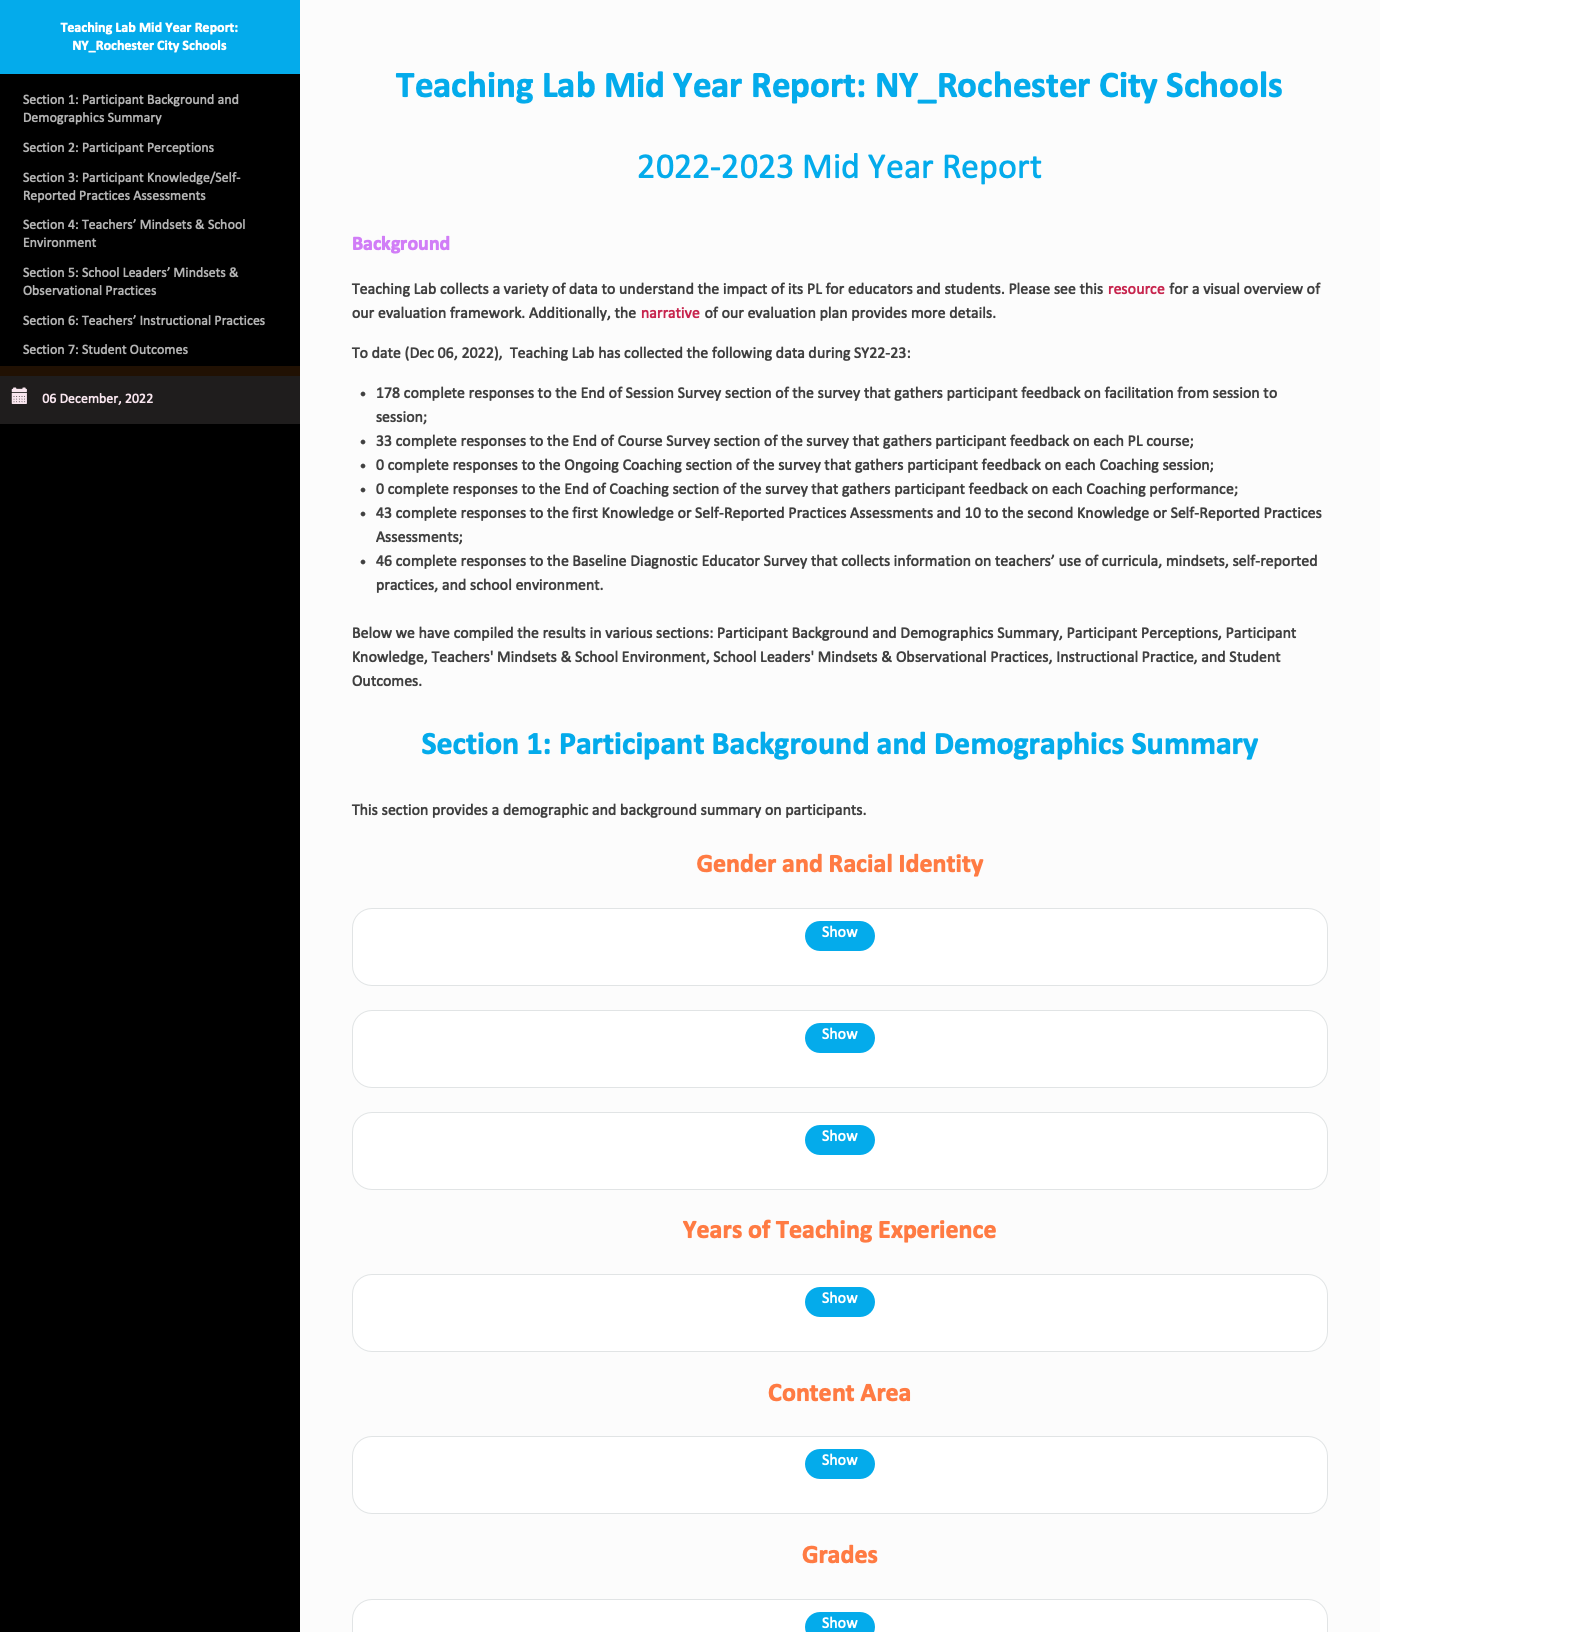 Teaching Lab Mid Year Report:
NY_Rochester City Schools
Section 1: Participant Background and
Demographics Summary
Section 2: Participant Perceptions
Section 3: Participant Knowledge/Self-
Reported Practices Assessments
Section 4: Teachers’ Mindsets & School
Environment
Section 5: School Leaders’ Mindsets &
Observational Practices
Section 6: Teachers’ Instructional Practices
Section 7: Student Outcomes
06 December, 2022
Teaching Lab Mid Year Report: NY_Rochester City Schools
2022-2023 Mid Year Report
Background
Teaching Lab collects a variety of data to understand the impact of its PL for educators and students. Please see this resource for a visual overview of
our evaluation framework. Additionally, the narrative of our evaluation plan provides more details.
To date (Dec 06, 2022), Teaching Lab has collected the following data during SY22-23:
• 178 complete responses to the End of Session Survey section of the survey that gathers participant feedback on facilitation from session to
session;
• 33 complete responses to the End of Course Survey section of the survey that gathers participant feedback on each PL course;
• 0 complete responses to the Ongoing Coaching section of the survey that gathers participant feedback on each Coaching session;
• 0 complete responses to the End of Coaching section of the survey that gathers participant feedback on each Coaching performance;
• 43 complete responses to the first Knowledge or Self-Reported Practices Assessments and 10 to the second Knowledge or Self-Reported Practices
Assessments;
• 46 complete responses to the Baseline Diagnostic Educator Survey that collects information on teachers’ use of curricula, mindsets, self-reported
practices, and school environment.
Below we have compiled the results in various sections: Participant Background and Demographics Summary, Participant Perceptions, Participant
Knowledge, Teachers' Mindsets & School Environment, School Leaders' Mindsets & Observational Practices, Instructional Practice, and Student
Outcomes.
Section 1: Participant Background and Demographics Summary
This section provides a demographic and background summary on participants.
Gender and Racial Identity
Show
Show
Show
Years of Teaching Experience
Show
Content Area
Show
Grades
Show